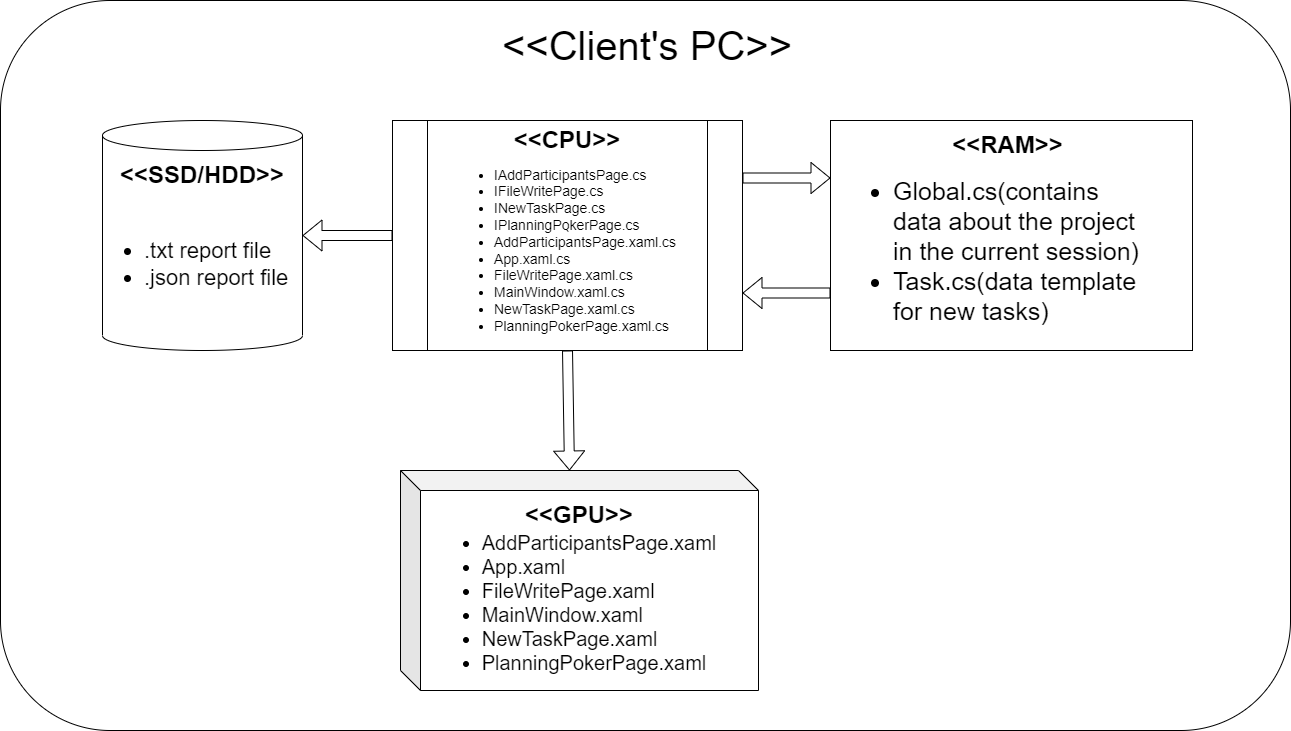 <<Client's PC>>
<<SSD/HDD>>
• .txt report file
• .json report file
<<CPU>>
• IAddParticipantsPage.cs
• IFileWritePage.cs
• INewTaskPage.cs
• IPlanningPokerPage.cs
• AddParticipantsPage.xaml.cs
• App.xaml.cs
• FileWritePage.xaml.cs
• MainWindow.xaml.cs
• NewTaskPage.xaml.cs
• PlanningPokerPage.xaml.cs
<<RAM>>
• Global.cs(contains
data about the project
in the current session)
• Task.cs(data template
for new tasks)
<<GPU>>
• AddParticipantsPage.xaml
• App.xaml
• FileWritePage.xaml
• MainWindow.xaml
• NewTaskPage.xaml
• PlanningPokerPage.xaml